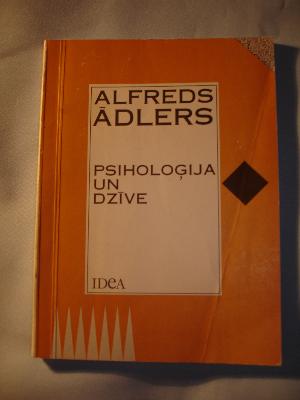 ALFREDS
ĀDLERS
PSIHOLOĢIJA
UN
DZĪVE
IDeA